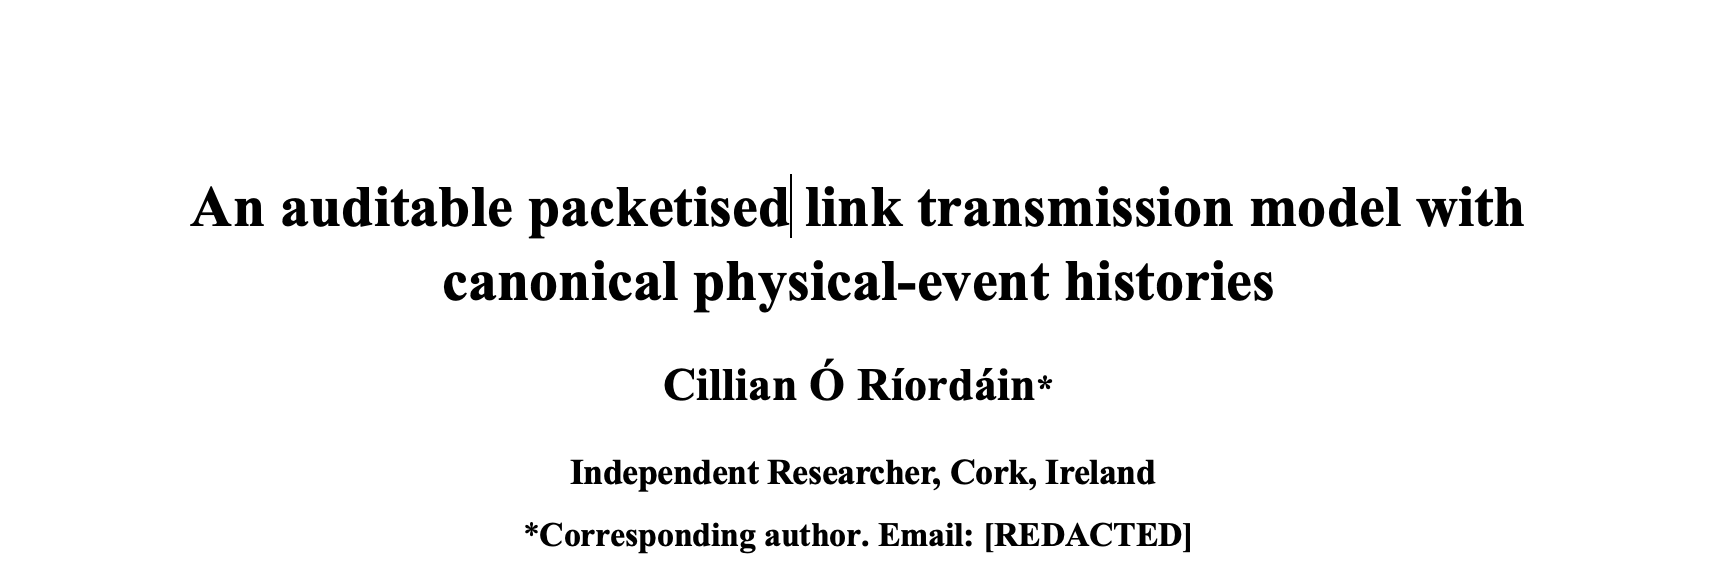 An auditable packetised link transmission model with
canonical physical-event histories
Cillian Ó Ríordáin*
Independent Researcher, Cork, Ireland
*Corresponding author. Email: [REDACTED]